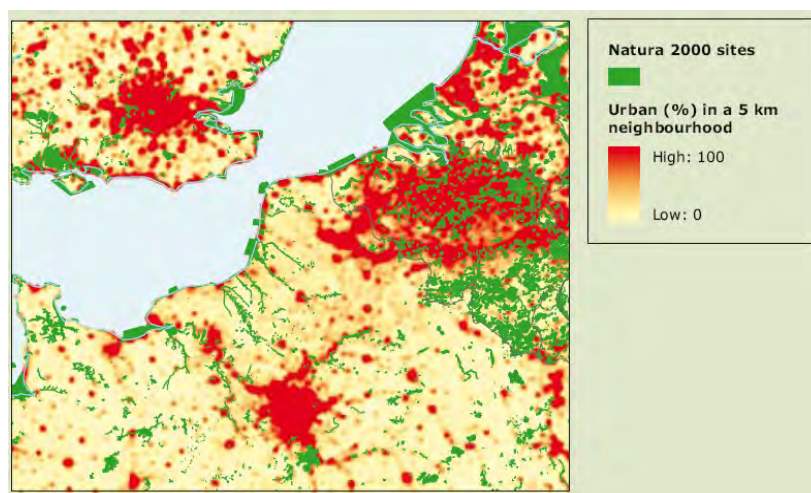 Natura 2000 sites
Urban (%) in a 5 km
neighbourhood
High: 100
Low: 0